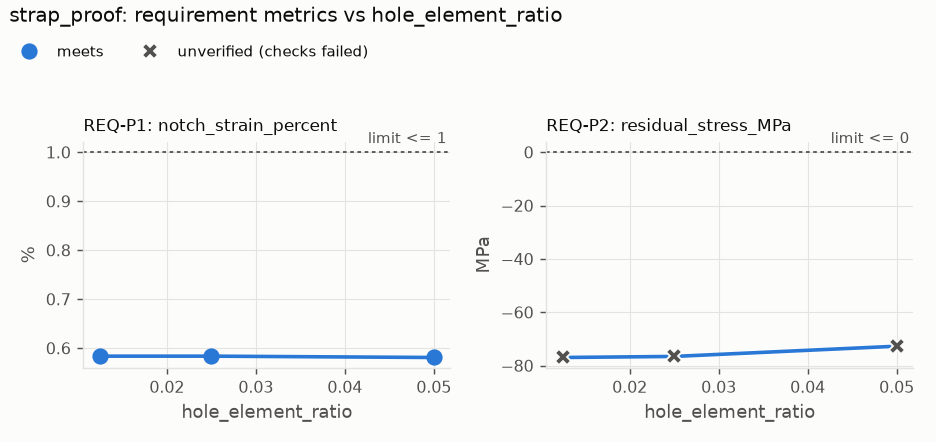 strap_proof: requirement metrics vs hole_element_ratio
meets
unverified (checks failed)
REQ-P1: notch_strain_percent
limit <= 1
1.0
0.9
0.8
0.7
0.6
%
0.02 0.03 0.04 0.05
hole_element_ratio
REQ-P2: residual_stress_MPa
limit <= 0
0
−20
−40
−60
−80
MPa
0.02 0.03 0.04 0.05
hole_element_ratio